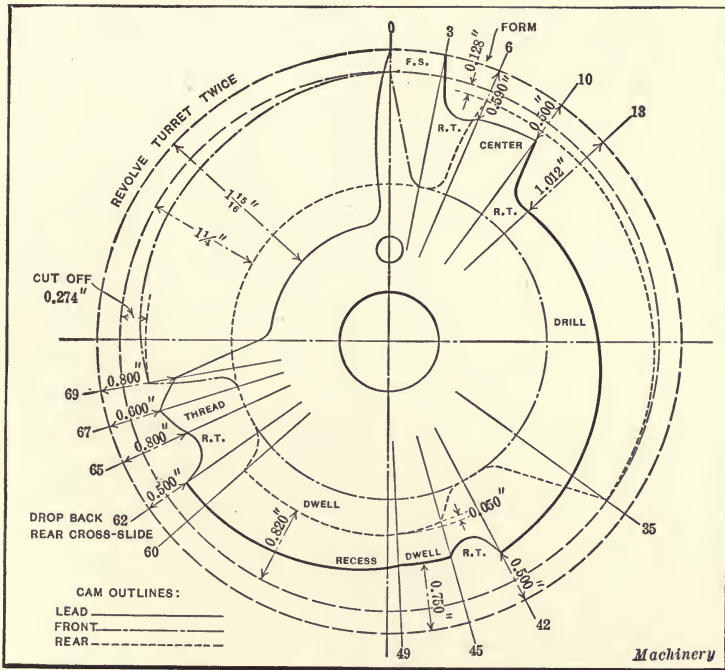 0
3
FORM
6
0.128"
F.S.
0.590"
10
0.500"
13
REVOLVE TURRET TWICE
R.T.
CENTER
1.012"
R.T.
1 15/16"
1 1/4"
CUT OFF
0.274"
DRILL
0.800"
69
0.600"
67
THREAD
0.800"
65
R.T.
0.500"
62
DROP BACK
REAR CROSS-SLIDE
60
DWELL
0.820"
0.050"
35
RECESS
DWELL
R.T.
0.500"
0.750"
42
45
49
CAM OUTLINES:
LEAD
FRONT
REAR
Machinery